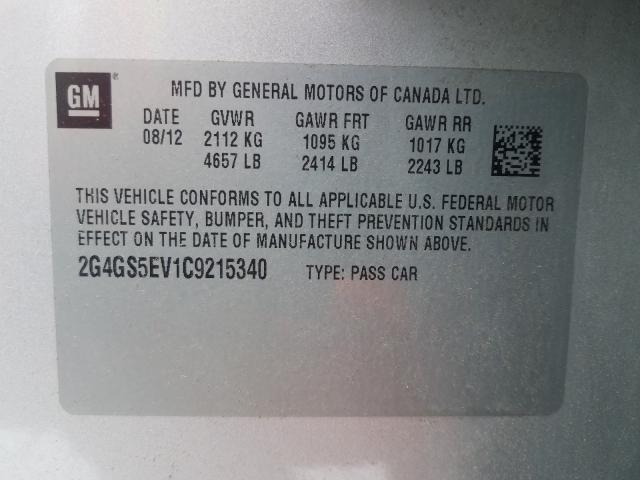 GM®
MFD BY GENERAL MOTORS OF CANADA LTD.
DATE GVWR GAWR FRT GAWR RR
08/12 2112 KG 1095 KG 1017 KG
4657 LB 2414 LB 2243 LB
THIS VEHICLE CONFORMS TO ALL APPLICABLE U.S. FEDERAL MOTOR
VEHICLE SAFETY, BUMPER, AND THEFT PREVENTION STANDARDS IN
EFFECT ON THE DATE OF MANUFACTURE SHOWN ABOVE.
2G4GS5EV1C9215340 TYPE: PASS CAR